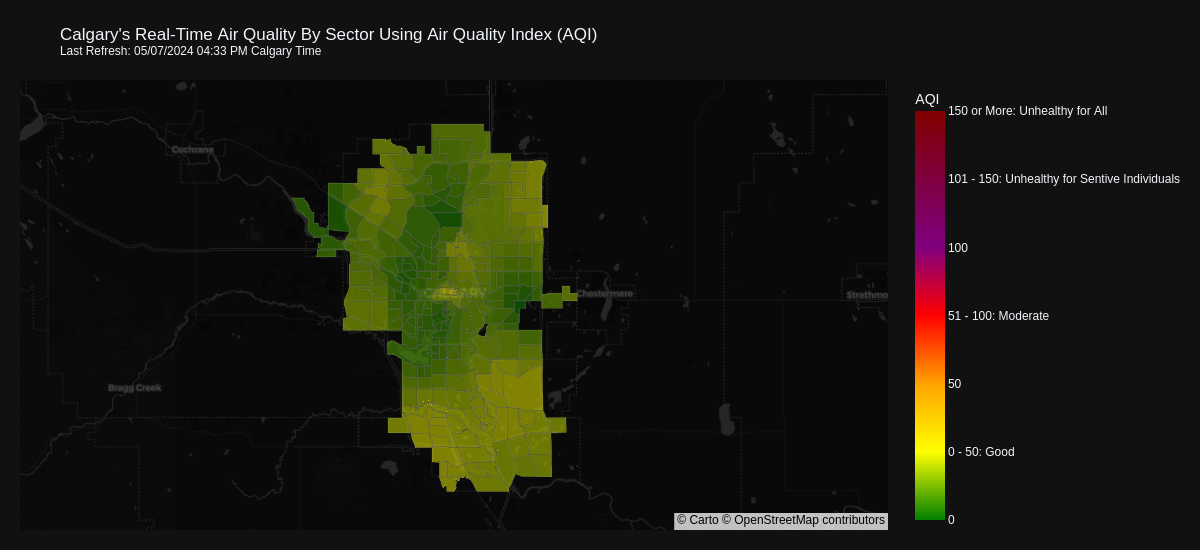 Calgary's Real-Time Air Quality By Sector Using Air Quality Index (AQI)
Last Refresh: 05/07/2024 04:33 PM Calgary Time
AQI
150 or More: Unhealthy for All
101 - 150: Unhealthy for Sentive Individuals
100
51 - 100: Moderate
50
0 - 50: Good
0
Cochrane
CALGARY
Chestermere
Strathmo
Bragg Creek
© Carto © OpenStreetMap contributors